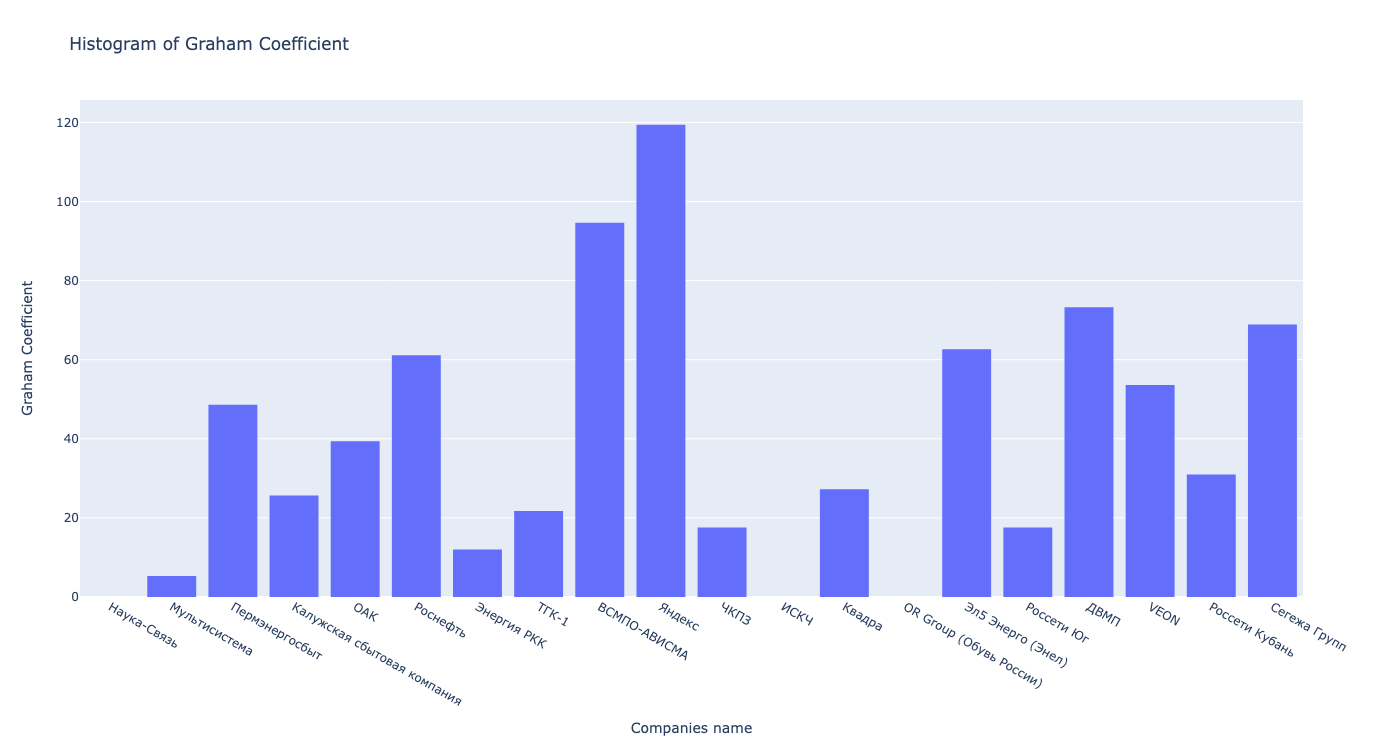 Histogram of Graham Coefficient
Graham Coefficient
120
100
80
60
40
20
0
Наука-Связь
Мультисистема
Пермэнергосбыт
Калужская сбытовая компания
ОАК
Роснефть
Энергия РКК
ТГК-1
ВСМПО-АВИСМА
Яндекс
ЧКПЗ
ИСКЧ
Квадра
OR Group (Обувь России)
Эл5 Энерго (Энел)
Россети Юг
ДВМП
VEON
Россети Кубань
Сегежа Групп
Companies name